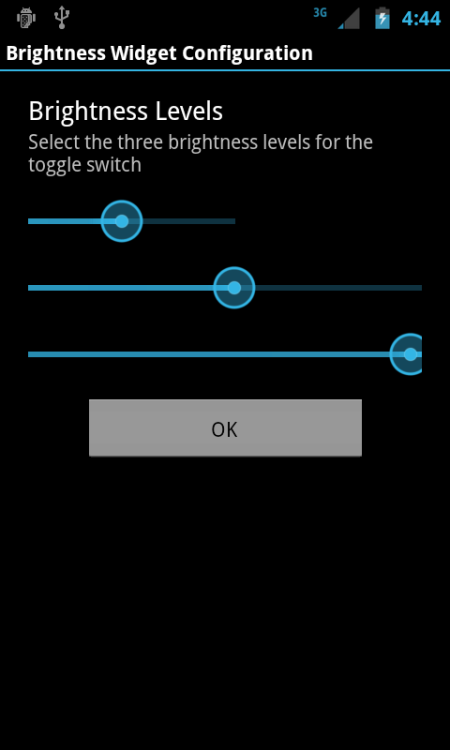 3G 4:44
Brightness Widget Configuration
Brightness Levels
Select the three brightness levels for the
toggle switch
OK